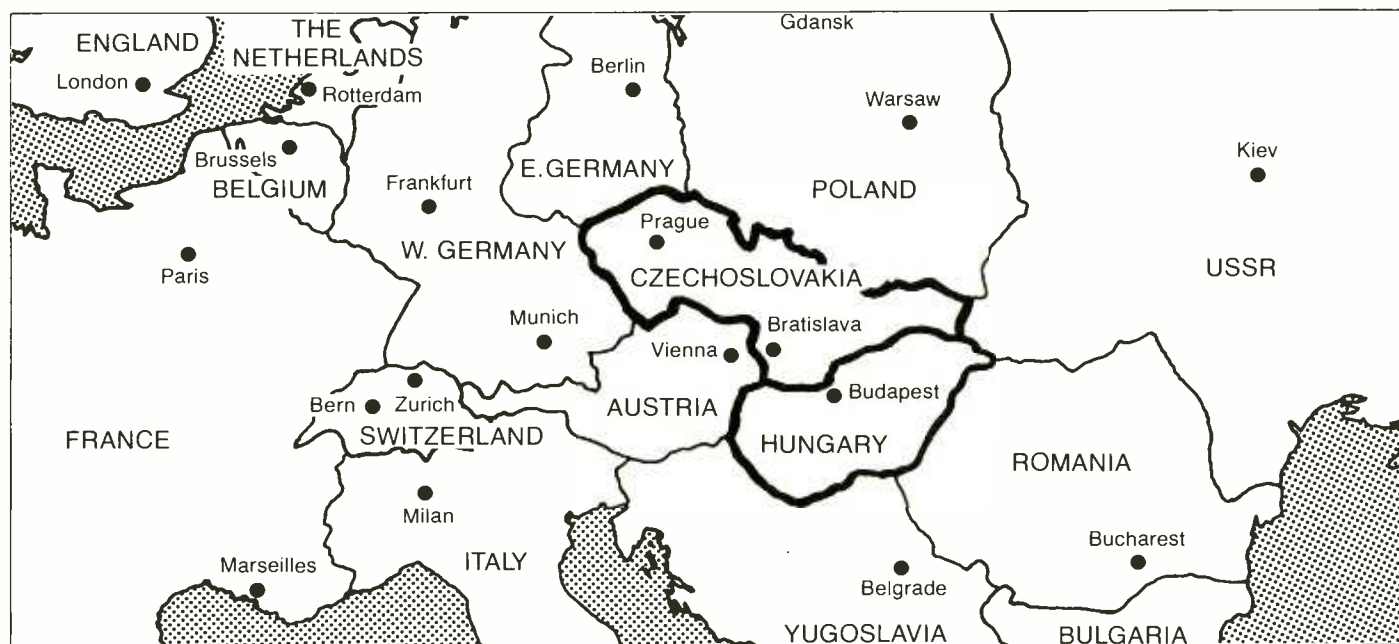 ENGLAND
London
THE
NETHERLANDS
Rotterdam
Gdansk
Berlin
Warsaw
Kiev
Brussels
BELGIUM
Frankfurt
E. GERMANY
POLAND
Paris
W. GERMANY
Prague
CZECHOSLOVAKIA
USSR
Munich
Vienna
Bratislava
Bern
Zurich
SWITZERLAND
AUSTRIA
Budapest
HUNGARY
FRANCE
ROMANIA
Milan
ITALY
Marseilles
Bucharest
Belgrade
YUGOSLAVIA
BULGARIA